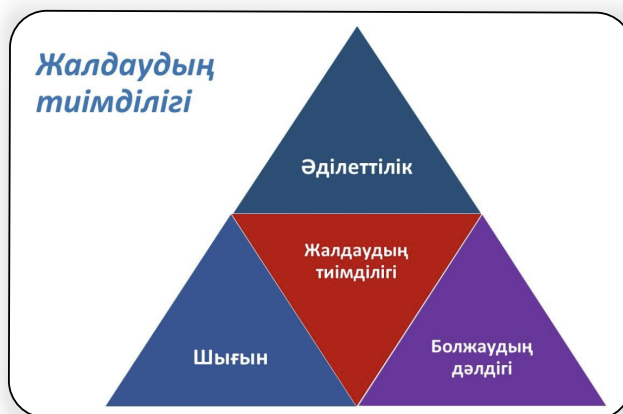 Жалдаудың
тиімділігі
Әділеттілік
Жалдаудың
тиімділігі
Шығын
Болжаудың
дәлдігі